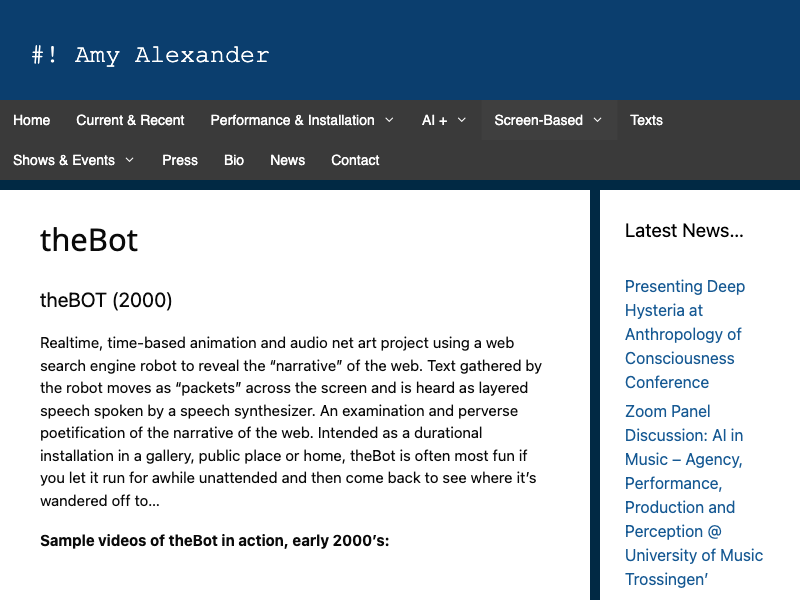 #! Amy Alexander
Home Current & Recent Performance & Installation AI + Screen-Based Texts
Shows & Events Press Bio News Contact
theBot
theBOT (2000)
Realtime, time-based animation and audio net art project using a web
search engine robot to reveal the “narrative” of the web. Text gathered by
the robot moves as “packets” across the screen and is heard as layered
speech spoken by a speech synthesizer. An examination and perverse
poetification of the narrative of the web. Intended as a durational
installation in a gallery, public place or home, theBot is often most fun if
you let it run for awhile unattended and then come back to see where it’s
wandered off to…
Sample videos of theBot in action, early 2000’s:
Latest News…
Presenting Deep
Hysteria at
Anthropology of
Consciousness
Conference
Zoom Panel
Discussion: AI in
Music – Agency,
Performance,
Production and
Perception @
University of Music
Trossingen’